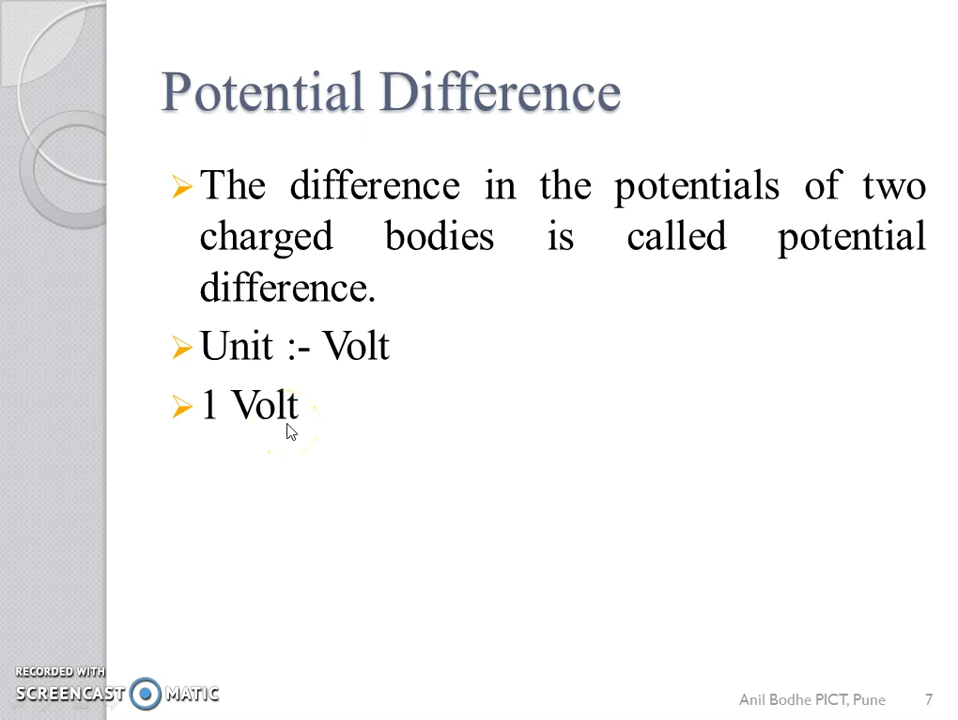 Potential Difference
The difference in the potentials of two
charged bodies is called potential
difference.
Unit :- Volt
1 Volt
RECORDED WITH
SCREENCAST MATIC
Anil Bodhe PICT, Pune 7